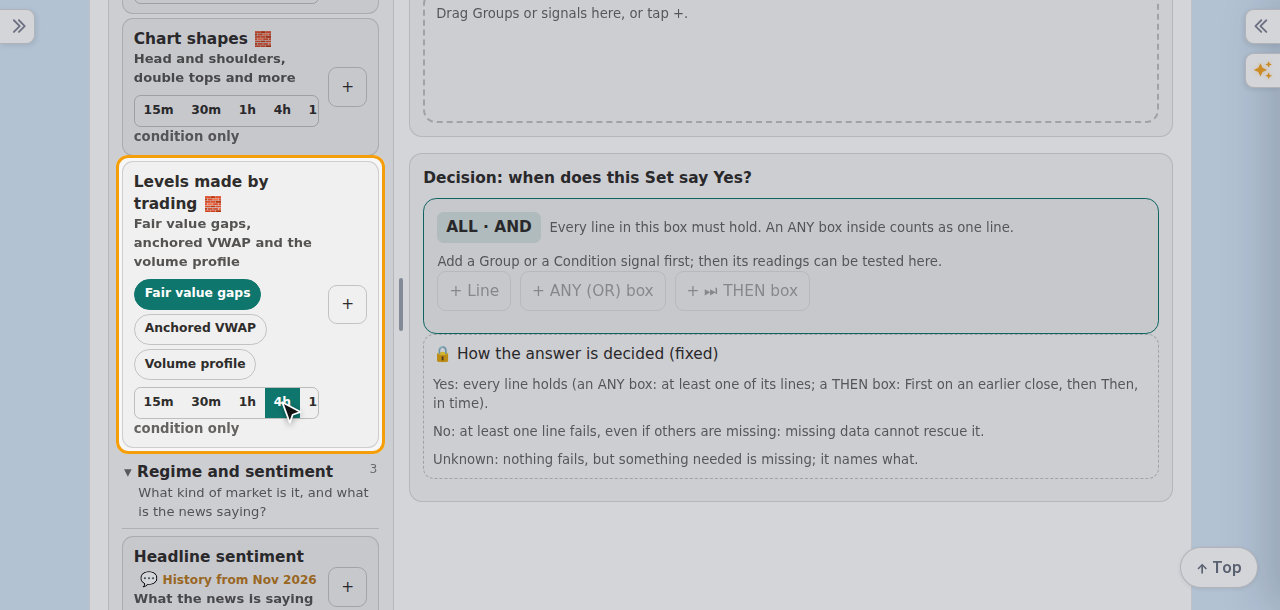 Chart shapes 🧱
Head and shoulders,
double tops and more
+
15m 30m 1h 4h 1
condition only
Levels made by
trading 🧱
Fair value gaps,
anchored VWAP and the
volume profile
Fair value gaps
+
Anchored VWAP
Volume profile
15m 30m 1h 4h 1
condition only
▼ Regime and sentiment 3
What kind of market is it, and what
is the news saying?
Headline sentiment
💬 History from Nov 2026
+
What the news is saying
Drag Groups or signals here, or tap +.
Decision: when does this Set say Yes?
ALL · AND Every line in this box must hold. An ANY box inside counts as one line.
Add a Group or a Condition signal first; then its readings can be tested here.
+ Line + ANY (OR) box + ⏭ THEN box
🔒 How the answer is decided (fixed)
Yes: every line holds (an ANY box: at least one of its lines; a THEN box: First on an earlier close, then Then,
in time).
No: at least one line fails, even if others are missing: missing data cannot rescue it.
Unknown: nothing fails, but something needed is missing; it names what.
↑ Top